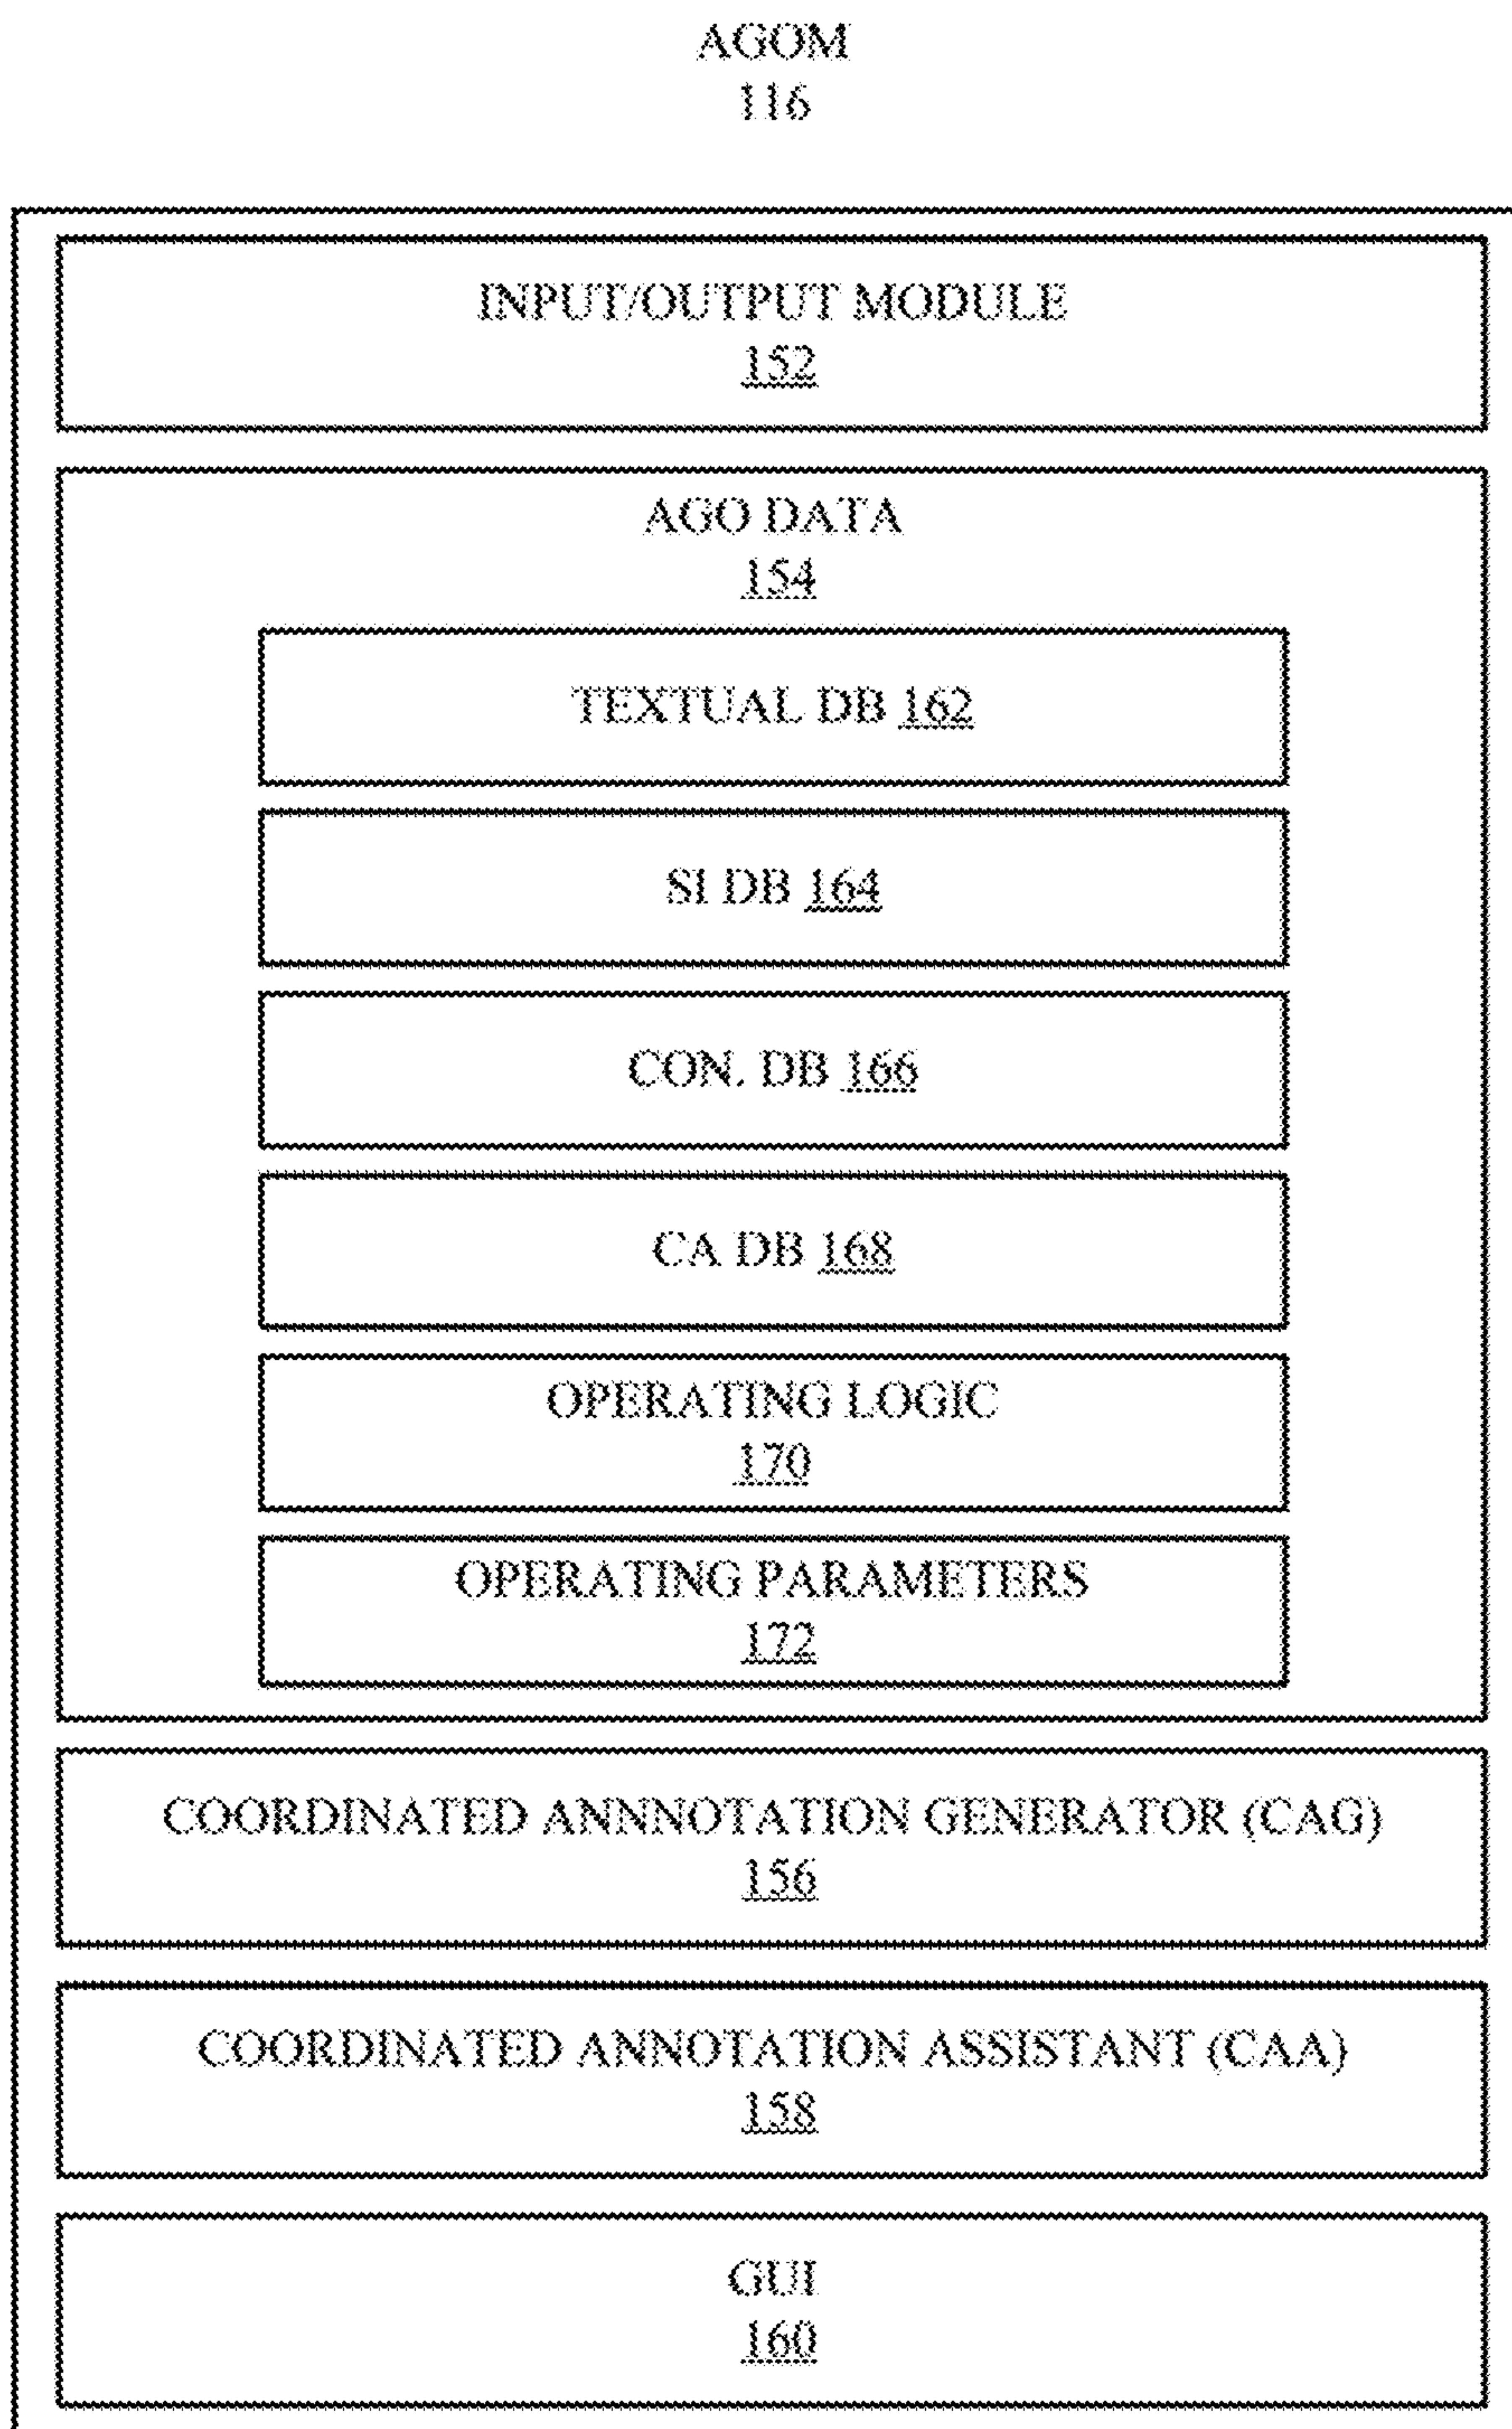 AGOM
116
INPUT/OUTPUT MODULE
152
AGO DATA
154
TEXTUAL DB 162
SI DB 164
CON. DB 166
CA DB 168
OPERATING LOGIC
170
OPERATING PARAMETERS
172
COORDINATED ANNNOTATION GENERATOR (CAG)
156
COORDINATED ANNOTATION ASSISTANT (CAA)
158
GUI
160